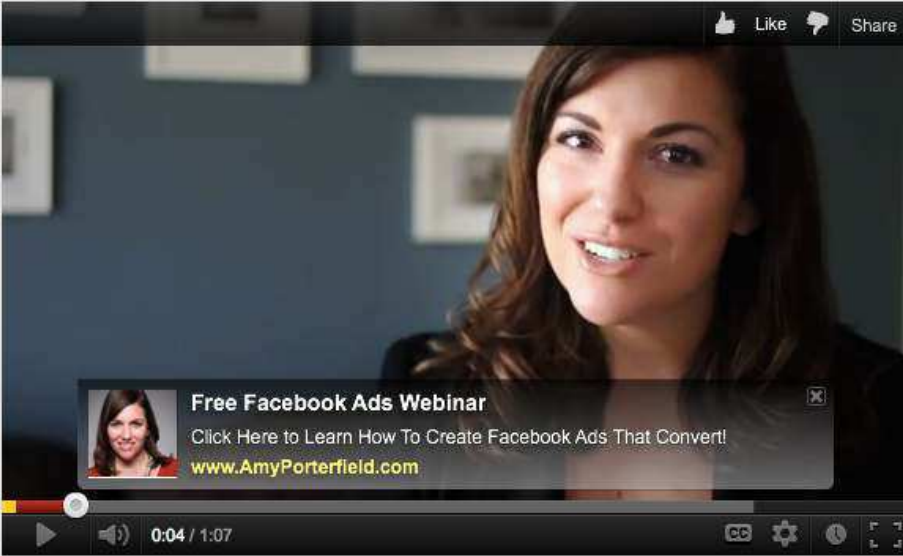 Like Share
Free Facebook Ads Webinar
Click Here to Learn How To Create Facebook Ads That Convert!
www.AmyPorterfield.com
0:04 / 1:07 CC